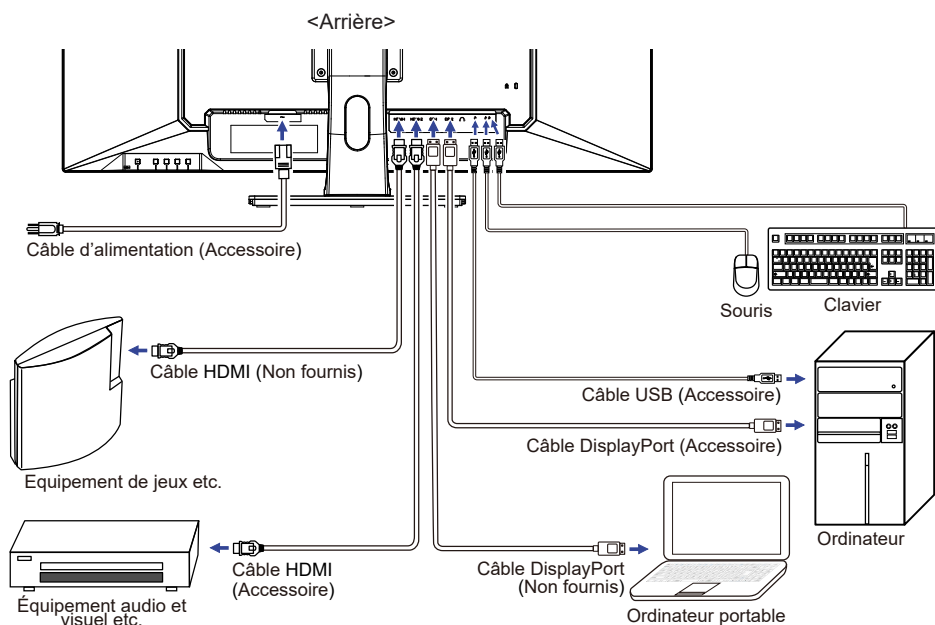 <Arrière>
Câble d’alimentation (Accessoire)
Souris
Clavier
Câble HDMI (Non fournis)
Câble USB (Accessoire)
Câble DisplayPort (Accessoire)
Equipement de jeux etc.
Ordinateur
Câble HDMI
(Accessoire)
Câble DisplayPort
(Non fournis)
Équipement audio et
visuel etc.
Ordinateur portable